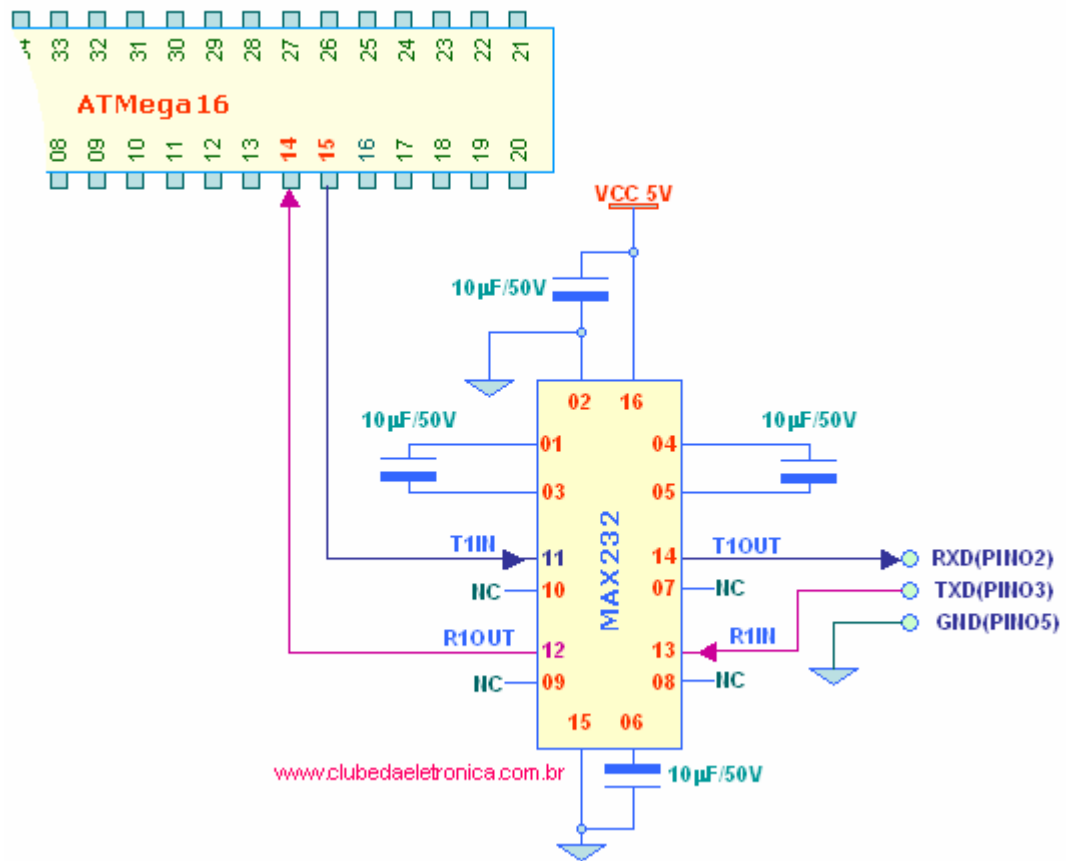 33 32 31 30 29 28 27 26 25 24 23 22 21
ATMega16
08 09 10 11 12 13 14 15 16 17 18 19 20
VCC 5V
10µF/50V
02 16
10µF/50V
10µF/50V
01 04
03 05
MAX232
T1IN 11 14 T1OUT RXD(PINO2)
NC 10 07 NC TXD(PINO3)
GND(PINO5)
R1OUT 12 13 R1IN
NC 09 08 NC
15 06
www.clubedaeletronica.com.br
10µF/50V